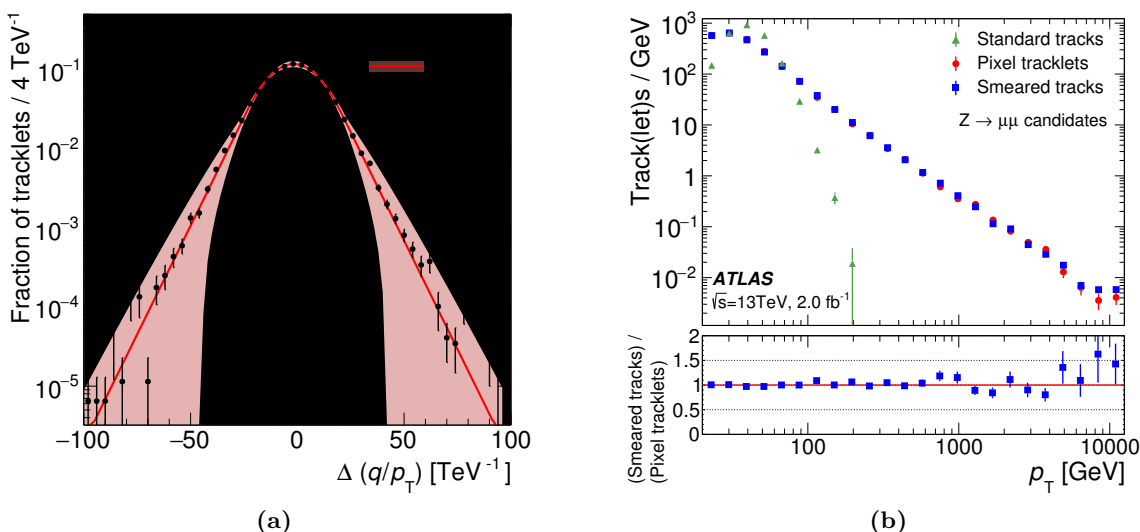 Fraction of tracklets / 4 TeV⁻¹
10⁻¹
10⁻²
10⁻³
10⁻⁴
10⁻⁵
−100 −50 0 50 100
Δ (q/p_T) [TeV⁻¹]
(a)
Track(let)s / GeV
10³
10²
10
1
10⁻¹
10⁻²
Standard tracks
Pixel tracklets
Smeared tracks
Z → μμ candidates
ATLAS
√s=13TeV, 2.0 fb⁻¹
(Smeared tracks) /
(Pixel tracklets)
2
1.5
1
0.5
0
100 1000 10000
p_T [GeV]
(b)